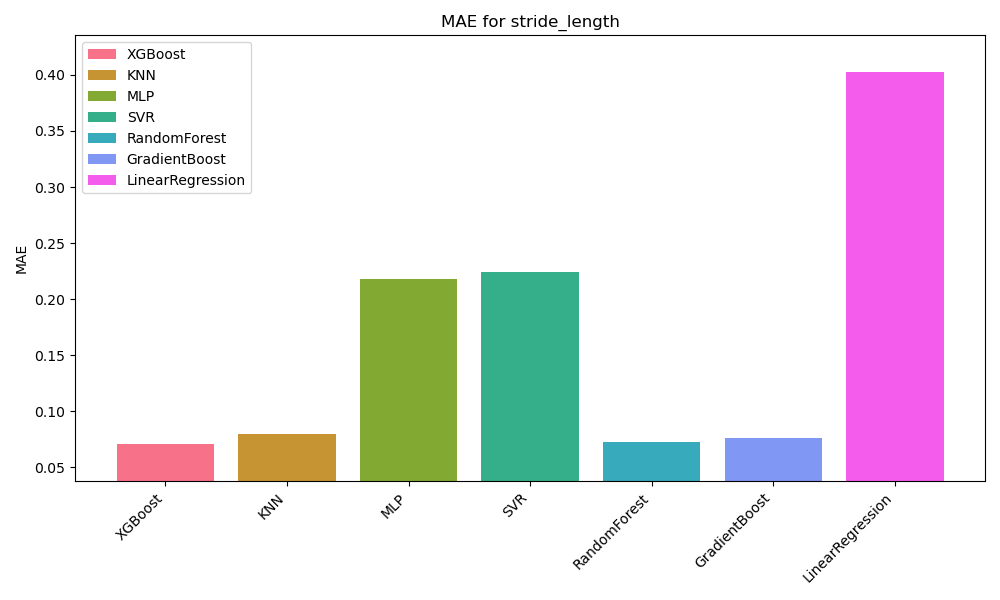 MAE for stride_length
XGBoost
KNN
MLP
SVR
RandomForest
GradientBoost
LinearRegression
MAE
0.40
0.35
0.30
0.25
0.20
0.15
0.10
0.05
XGBoost
KNN
MLP
SVR
RandomForest
GradientBoost
LinearRegression